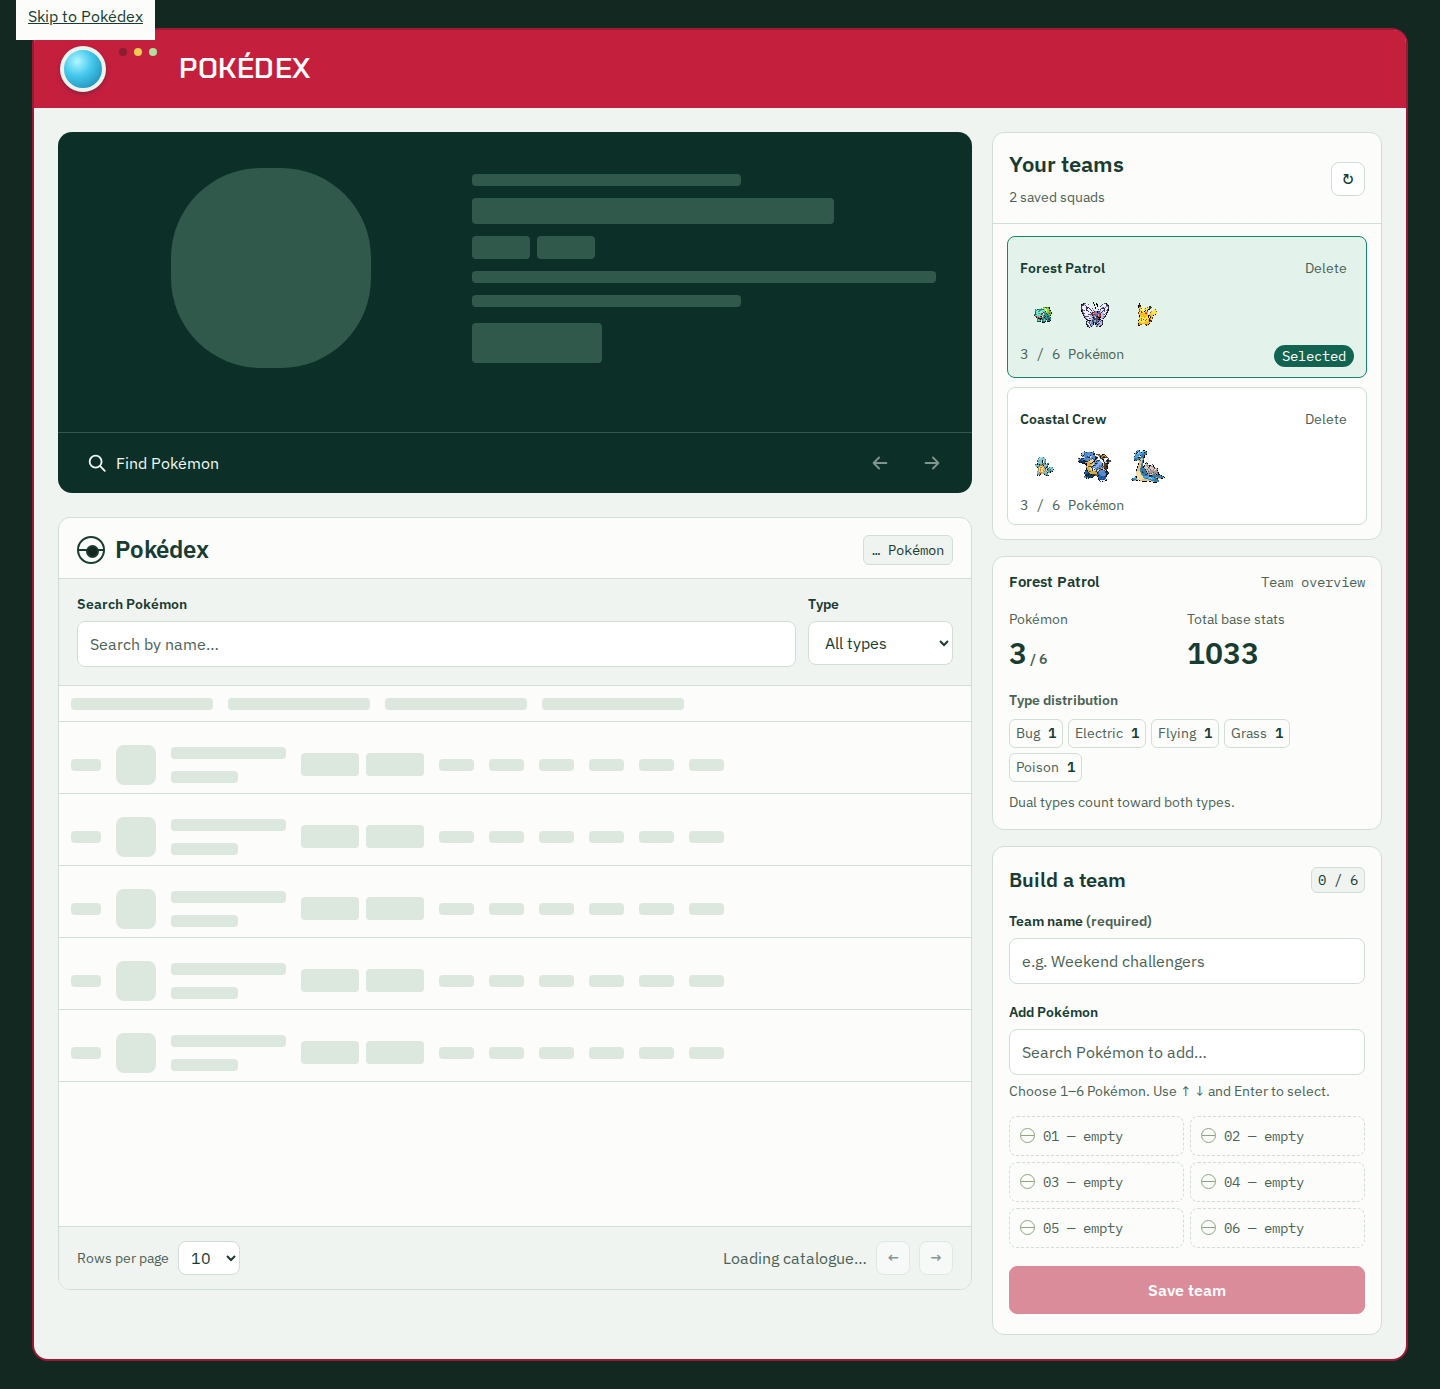 Skip to Pokédex
POKÉDEX
Find Pokémon
← →
Pokédex
… Pokémon
Search Pokémon
Type
Search by name...
All types
Rows per page
10
Loading catalogue...
← →
Your teams
2 saved squads
↻
Forest Patrol
Delete
3 / 6 Pokémon
Selected
Coastal Crew
Delete
3 / 6 Pokémon
Forest Patrol
Team overview
Pokémon
Total base stats
3 / 6
1033
Type distribution
Bug 1
Electric 1
Flying 1
Grass 1
Poison 1
Dual types count toward both types.
Build a team
0 / 6
Team name (required)
e.g. Weekend challengers
Add Pokémon
Search Pokémon to add...
Choose 1–6 Pokémon. Use ↑ ↓ and Enter to select.
01 — empty
02 — empty
03 — empty
04 — empty
05 — empty
06 — empty
Save team